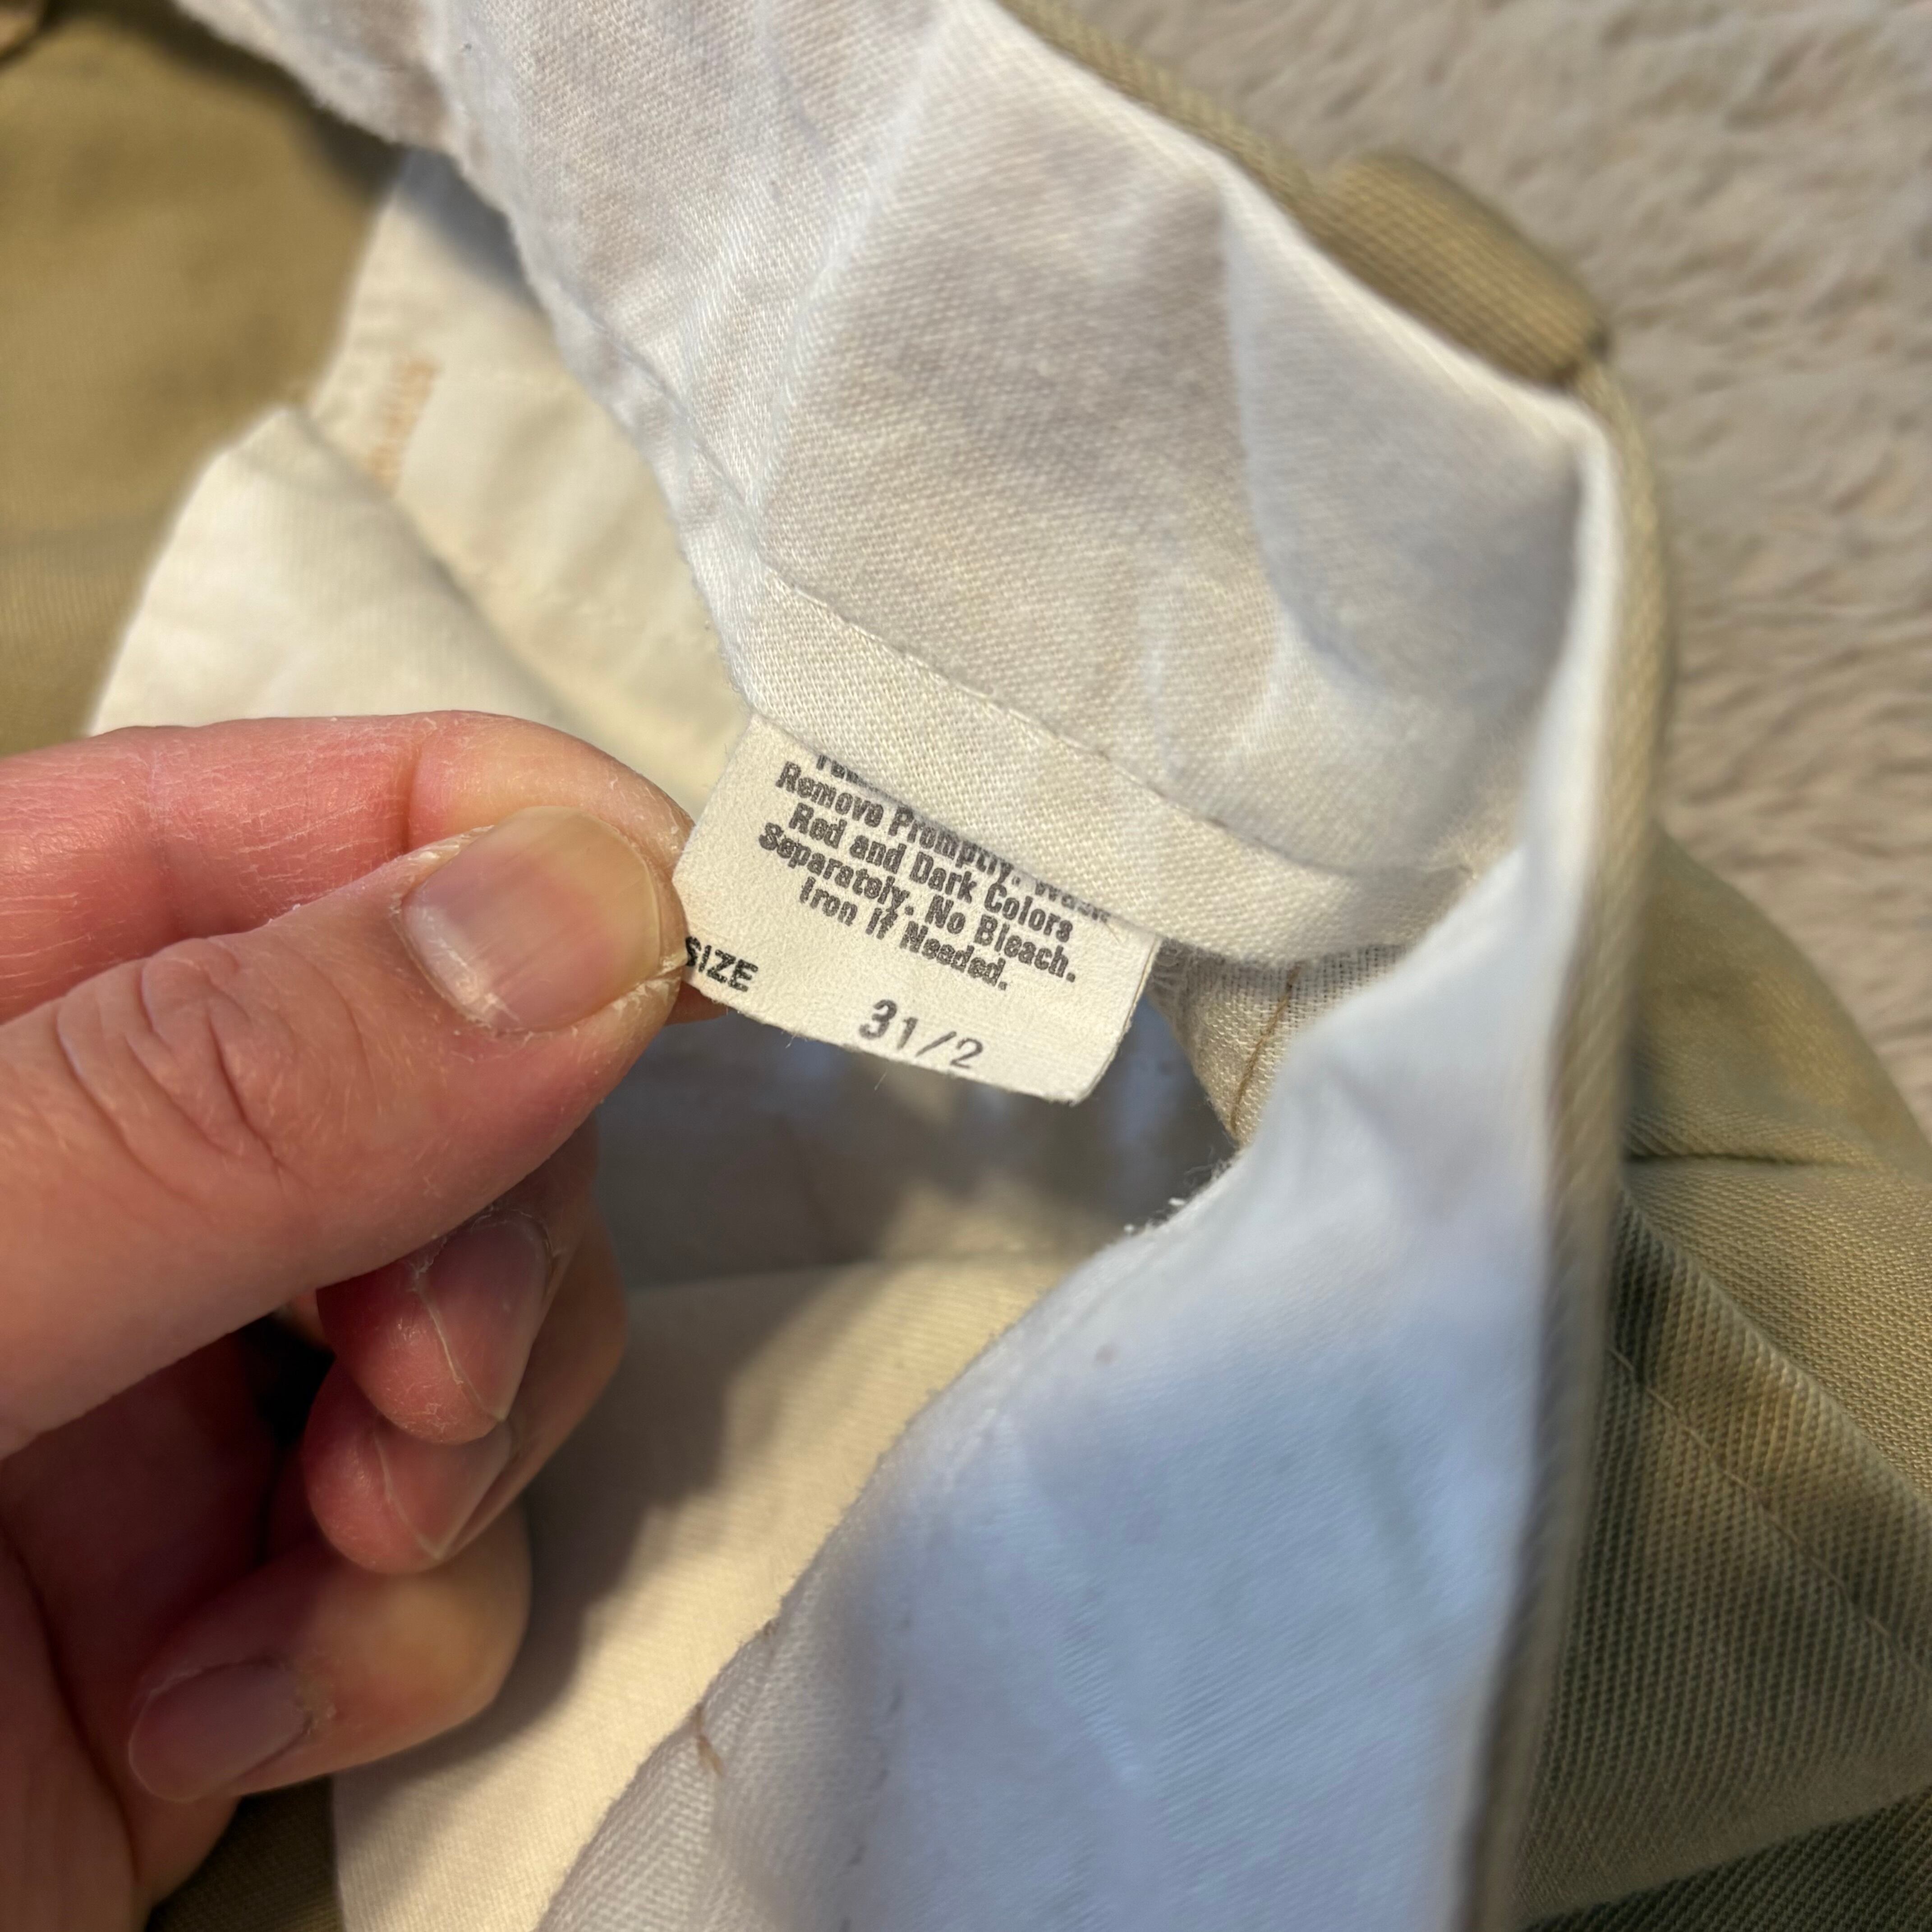 Remove Promptly. Wash
Red and Dark Colors
Separately. No Bleach.
Iron If Needed.
SIZE
31/2